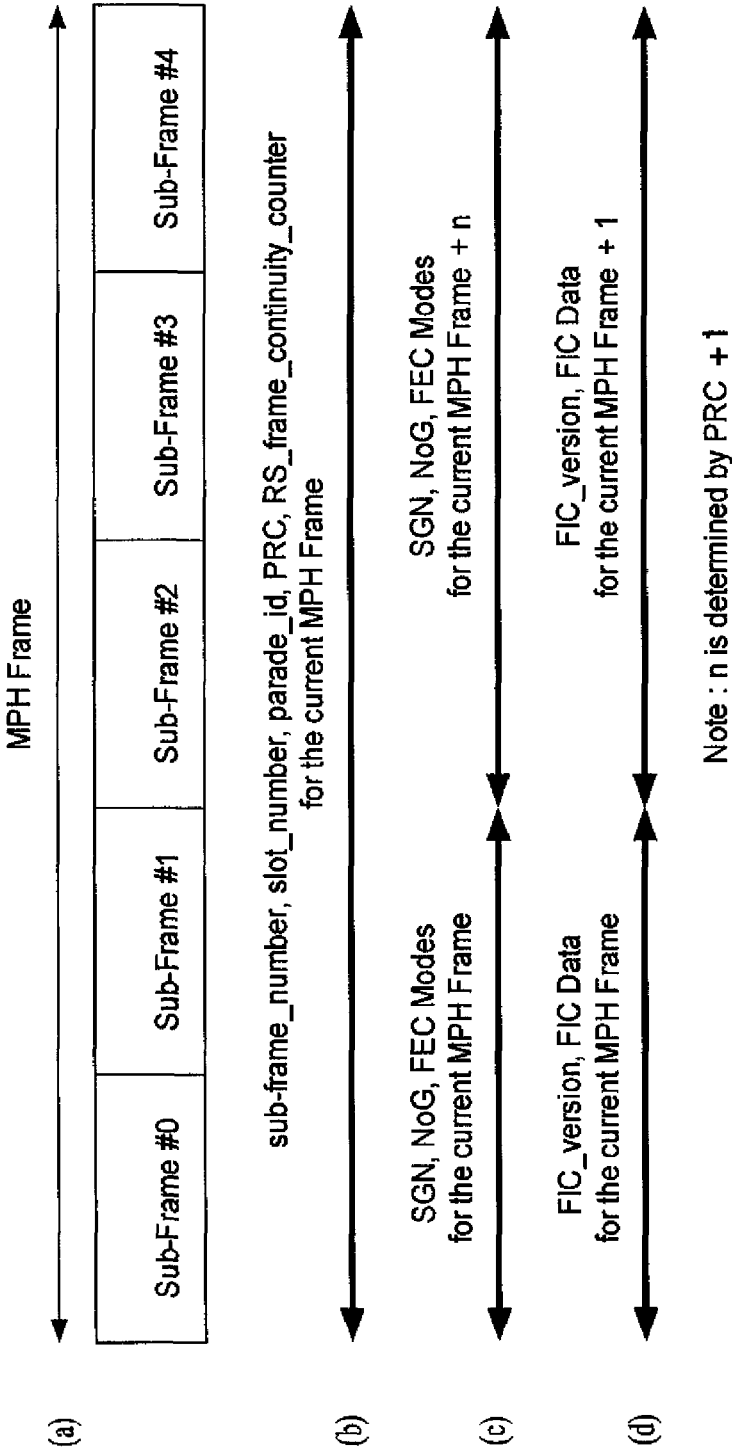 MPH Frame
(a)
Sub-Frame #0
Sub-Frame #1
Sub-Frame #2
Sub-Frame #3
Sub-Frame #4
sub-frame_number, slot_number, parade_id, PRC, RS_frame_continuity_counter
for the current MPH Frame
(b)
SGN, NoG, FEC Modes
for the current MPH Frame
SGN, NoG, FEC Modes
for the current MPH Frame + n
(c)
FIC_version, FIC Data
for the current MPH Frame
FIC_version, FIC Data
for the current MPH Frame + 1
(d)
Note : n is determined by PRC +1